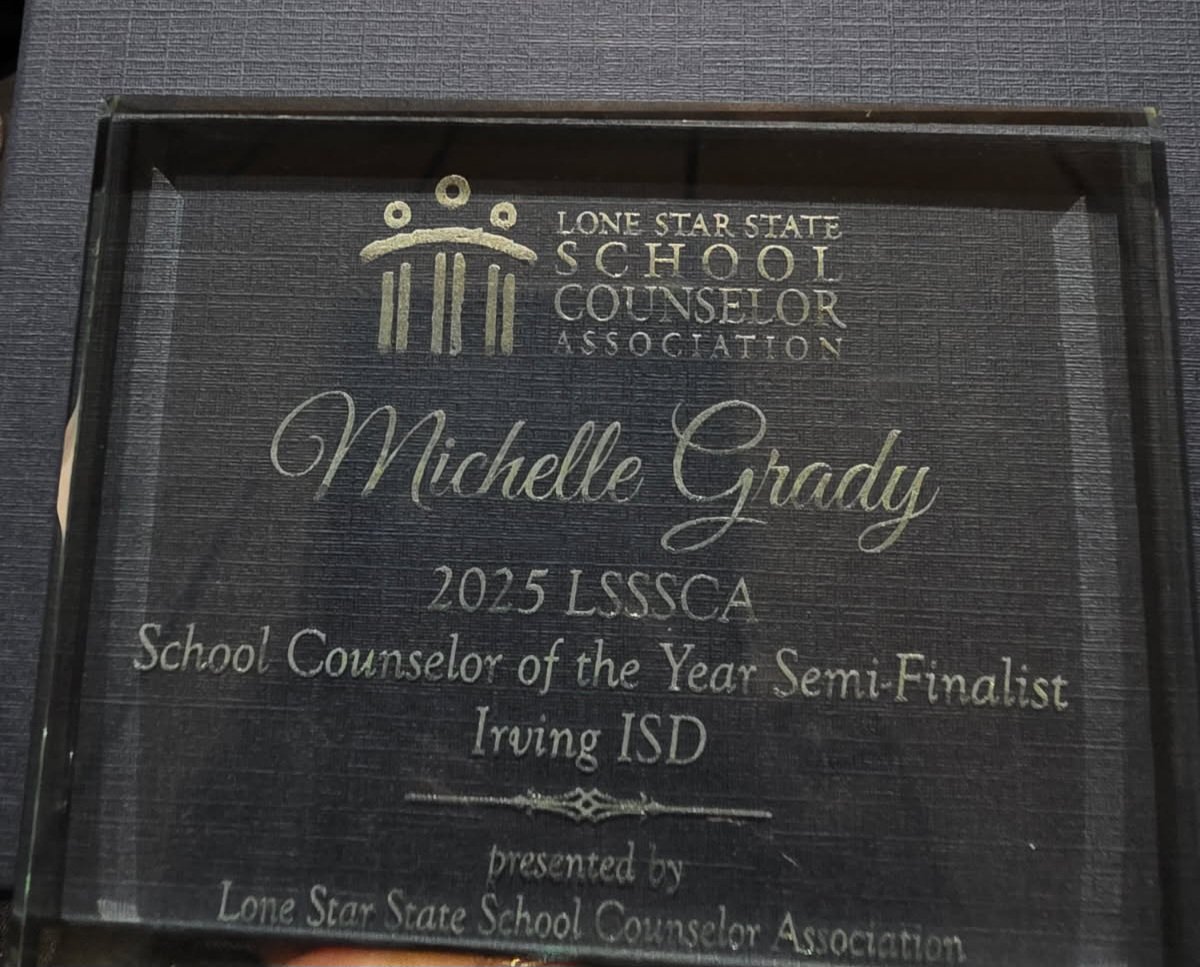 LONE STAR STATE
SCHOOL
COUNSELOR
ASSOCIATION
Michelle Grady
2025 LSSSCA
School Counselor of the Year Semi-Finalist
Irving ISD
presented by
Lone Star State School Counselor Association